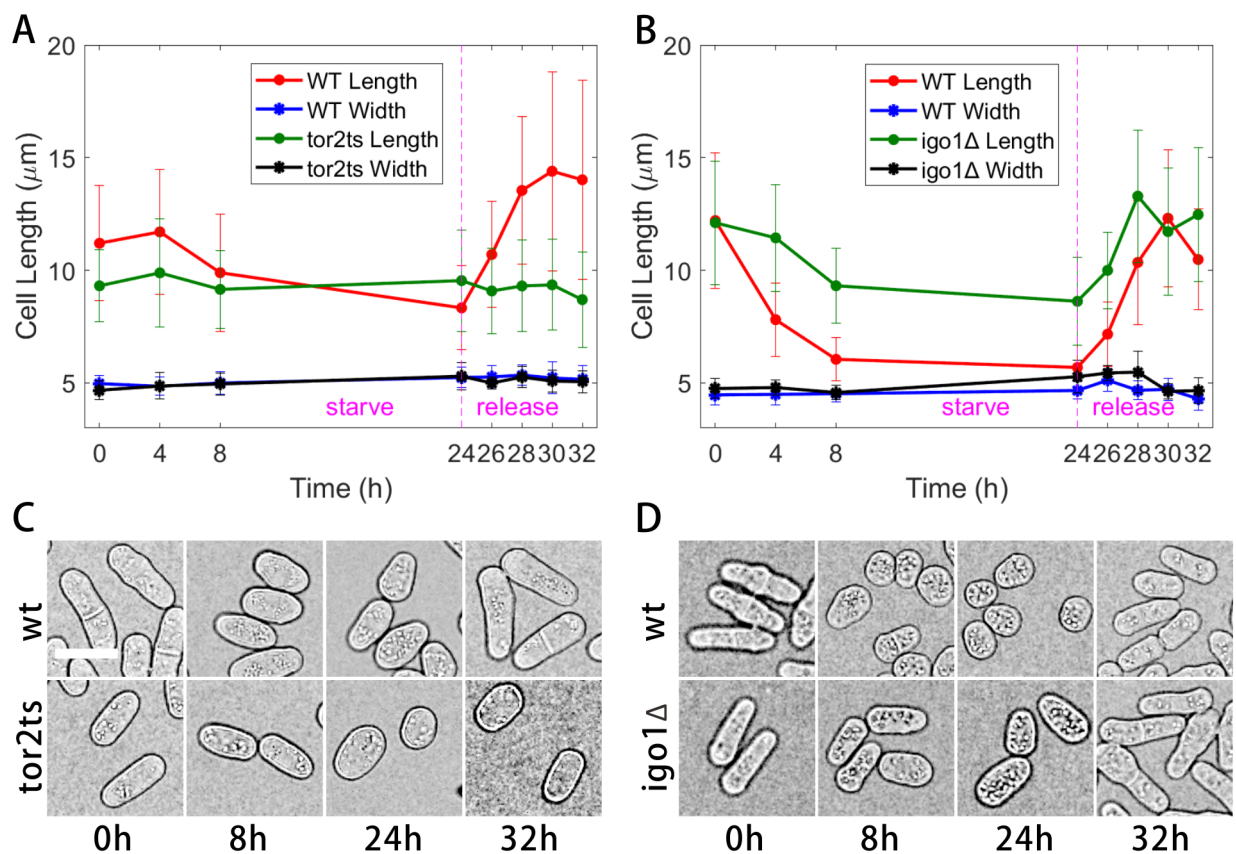 A
20
15
10
5
Cell Length (μm)
WT Length
WT Width
tor2ts Length
tor2ts Width
starve
release
0 4 8 24 26 28 30 32
Time (h)
B
20
15
10
5
Cell Length (μm)
WT Length
WT Width
igo1Δ Length
igo1Δ Width
starve
release
0 4 8 24 26 28 30 32
Time (h)
C
wt
tor2ts
0h 8h 24h 32h
D
wt
igo1Δ
0h 8h 24h 32h